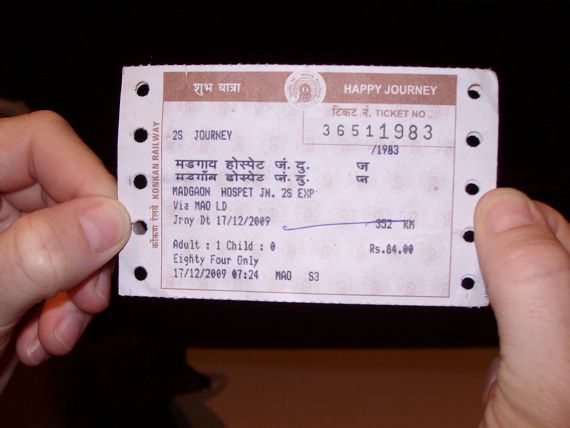 शुभ यात्रा HAPPY JOURNEY
टिकट नं. TICKET NO.
36511983
2S JOURNEY
/1983
मडगाव होस्पेट जं. दु. ज
मडगाँव होस्पेट जं. दु. ज
MADGAON HOSPET JN. 2S EXP
Via MAO LD
Jrny Dt 17/12/2009 352 KM
Adult : 1 Child : 0 Rs.84.00
Eighty Four Only
17/12/2009 07:24 MAO S3
कोंकण रेलवे KONKAN RAILWAY